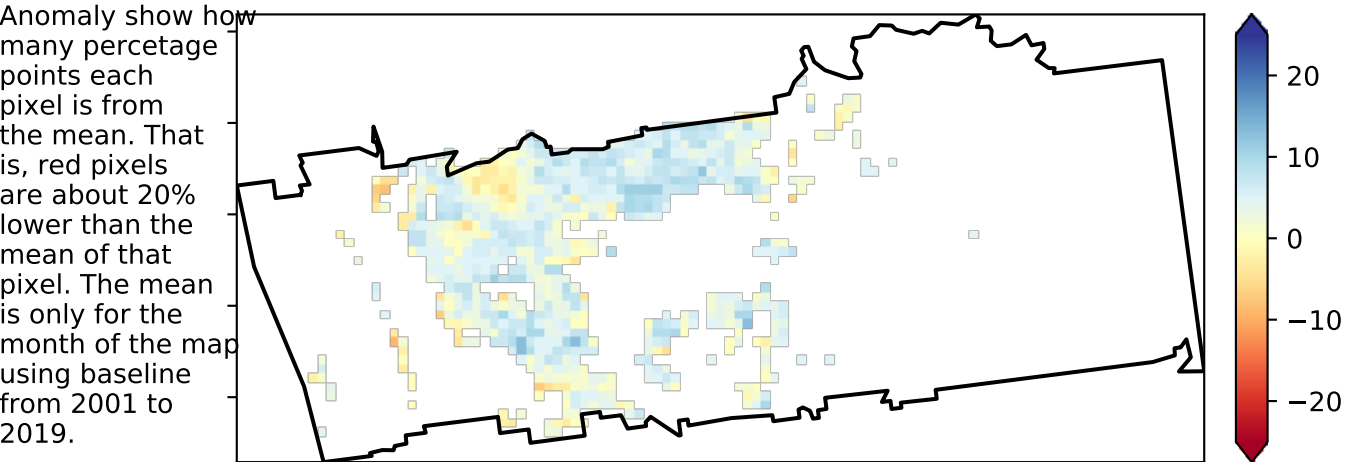 Anomaly show how
many percetage
points each
pixel is from
the mean. That
is, red pixels
are about 20%
lower than the
mean of that
pixel. The mean
is only for the
month of the map
using baseline
from 2001 to
2019.
20
10
0
−10
−20